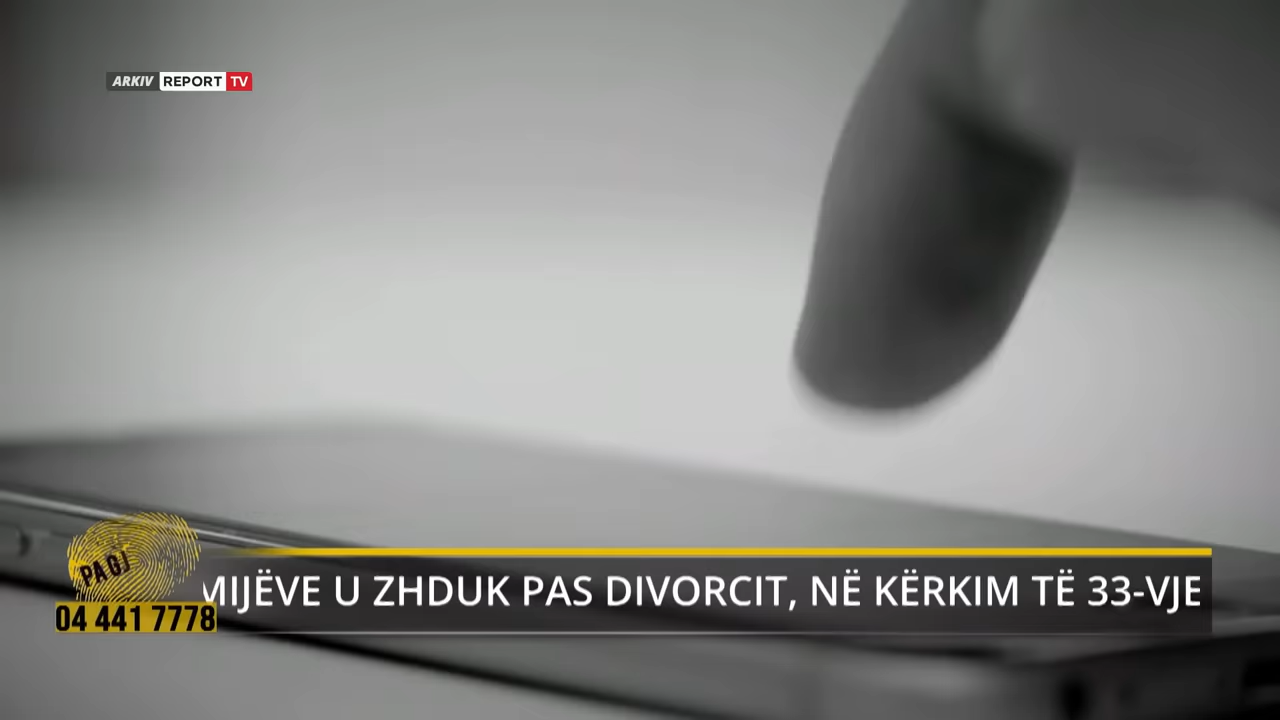 ARKIV REPORT TV
PA GJ
MIJËVE U ZHDUK PAS DIVORCIT, NË KËRKIM TË 33-VJE
04 441 7778